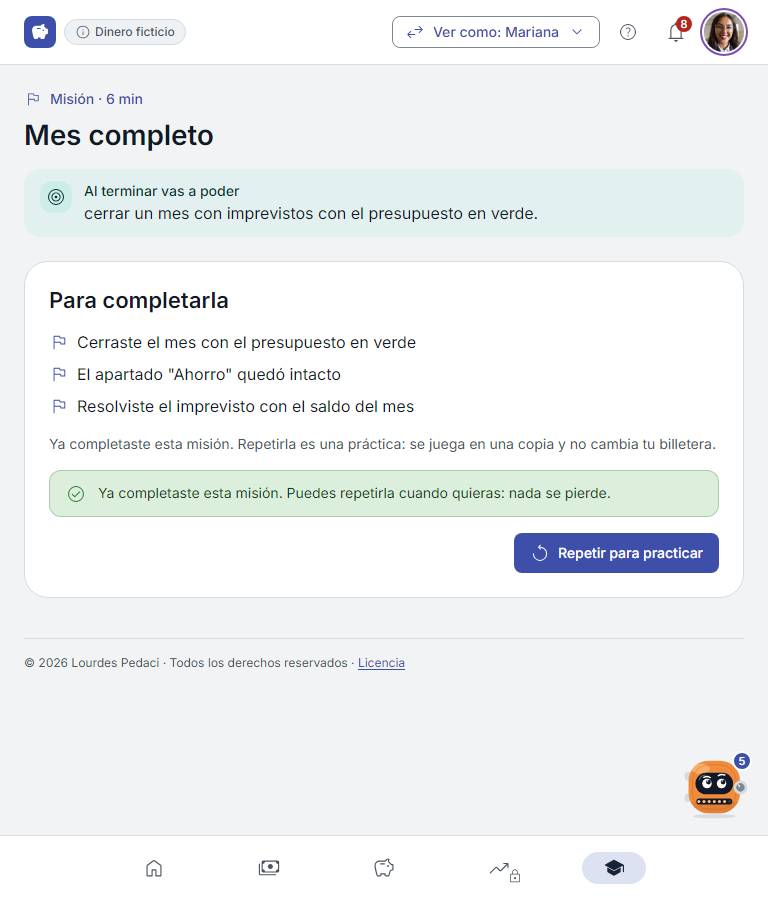 Dinero ficticio
Ver como: Mariana
8
Misión · 6 min
Mes completo
Al terminar vas a poder
cerrar un mes con imprevistos con el presupuesto en verde.
Para completarla
Cerraste el mes con el presupuesto en verde
El apartado "Ahorro" quedó intacto
Resolviste el imprevisto con el saldo del mes
Ya completaste esta misión. Repetirla es una práctica: se juega en una copia y no cambia tu billetera.
Ya completaste esta misión. Puedes repetirla cuando quieras: nada se pierde.
Repetir para practicar
© 2026 Lourdes Pedaci · Todos los derechos reservados · Licencia
5